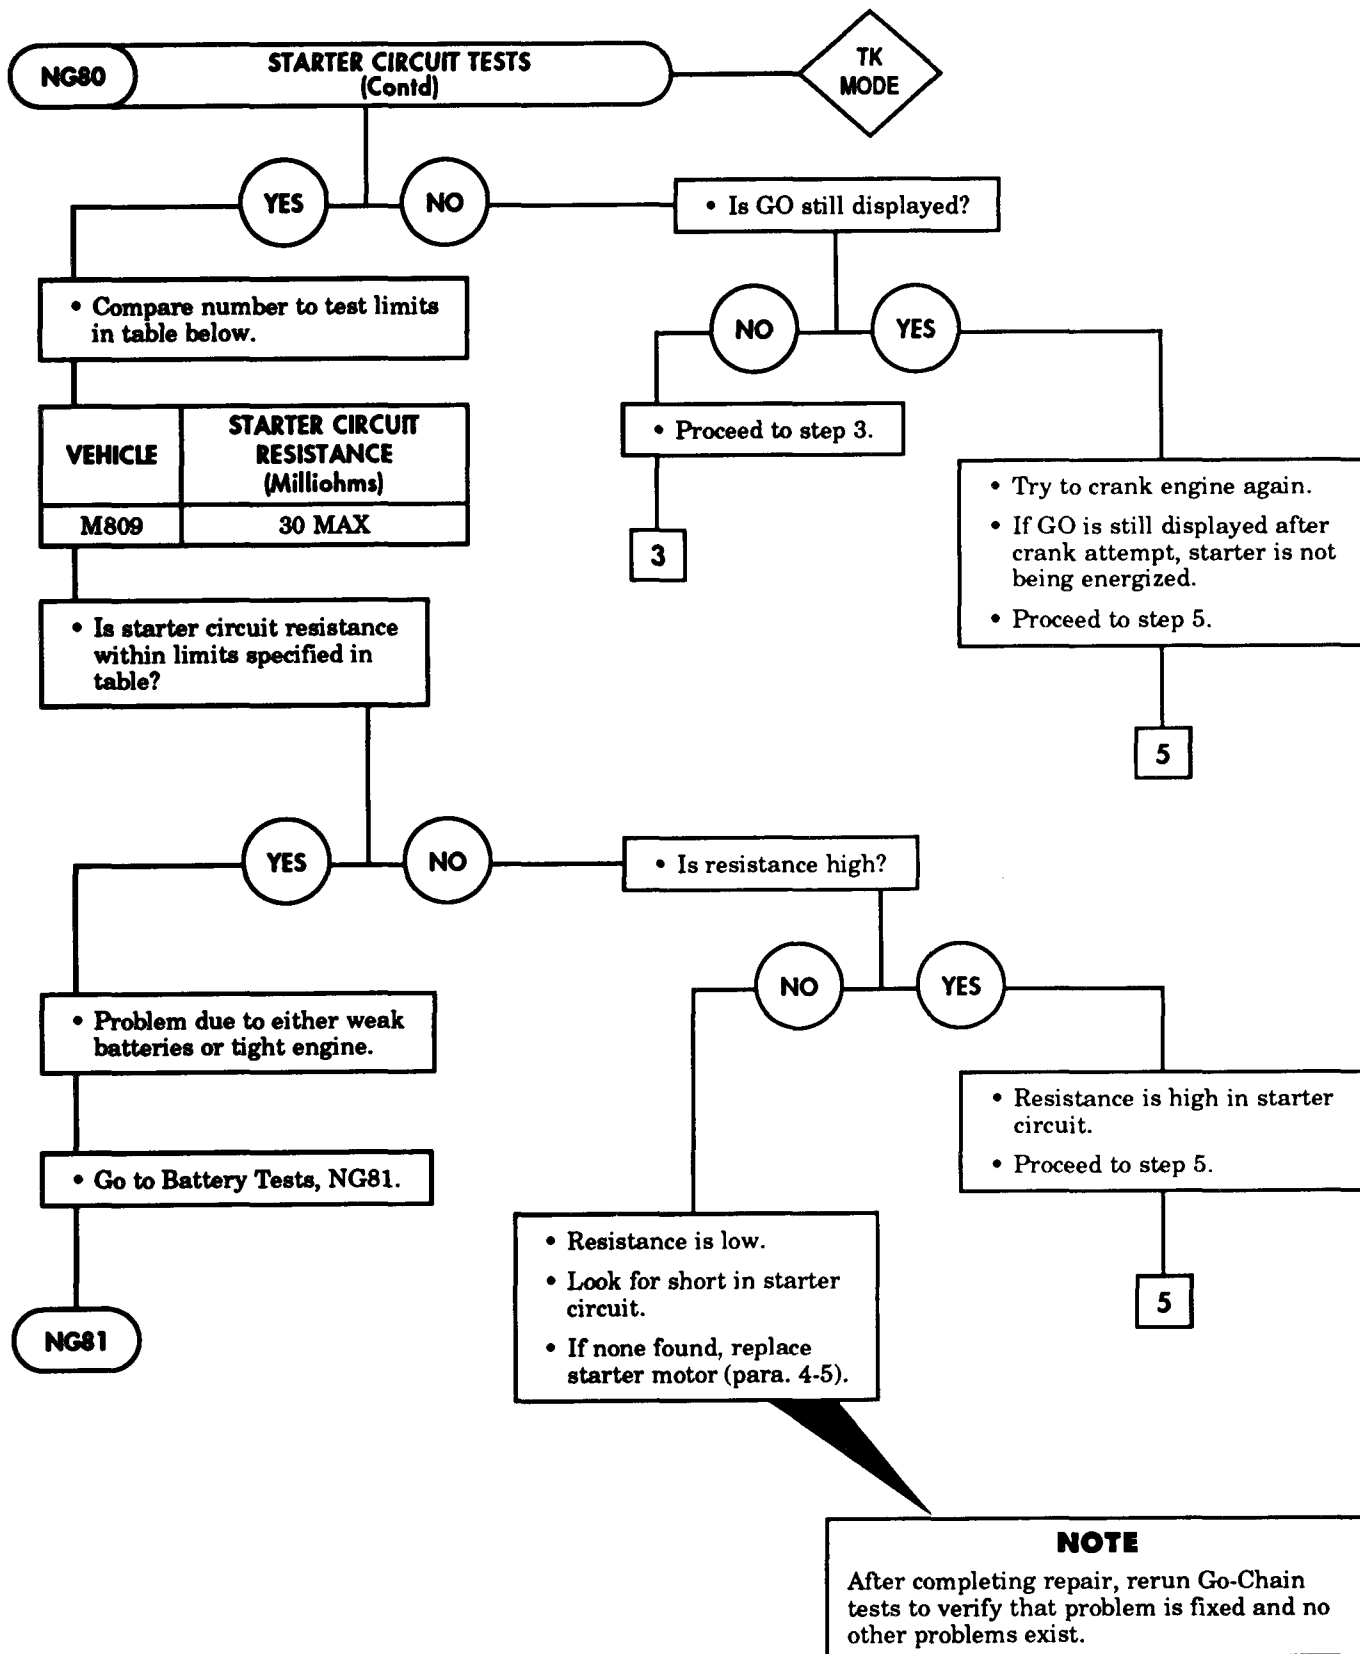 NG80
STARTER CIRCUIT TESTS
(Contd)
TK
MODE
YES
NO
• Is GO still displayed?
• Compare number to test limits
in table below.
NO
YES
VEHICLE
STARTER CIRCUIT
RESISTANCE
(Milliohms)
M809
30 MAX
• Proceed to step 3.
3
• Try to crank engine again.
• If GO is still displayed after
crank attempt, starter is not
being energized.
• Proceed to step 5.
5
• Is starter circuit resistance
within limits specified in
table?
YES
NO
• Is resistance high?
NO
YES
• Problem due to either weak
batteries or tight engine.
• Go to Battery Tests, NG81.
NG81
• Resistance is high in starter
circuit.
• Proceed to step 5.
5
• Resistance is low.
• Look for short in starter
circuit.
• If none found, replace
starter motor (para. 4-5).
NOTE
After completing repair, rerun Go-Chain
tests to verify that problem is fixed and no
other problems exist.